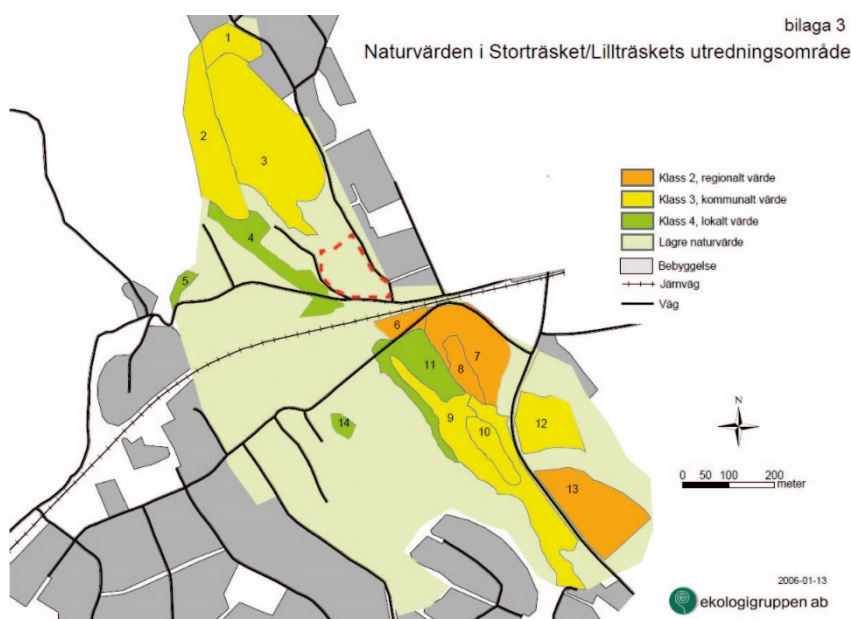 bilaga 3
Naturvärden i Storträsket/Lillträskets utredningsområde
1
2
3
4
5
6
7
8
9
10
11
12
13
14
Klass 2, regionalt värde
Klass 3, kommunalt värde
Klass 4, lokalt värde
Lägre naturvärde
Bebyggelse
Järnväg
Väg
N
0 50 100 200
meter
2006-01-13
ekologigruppen ab